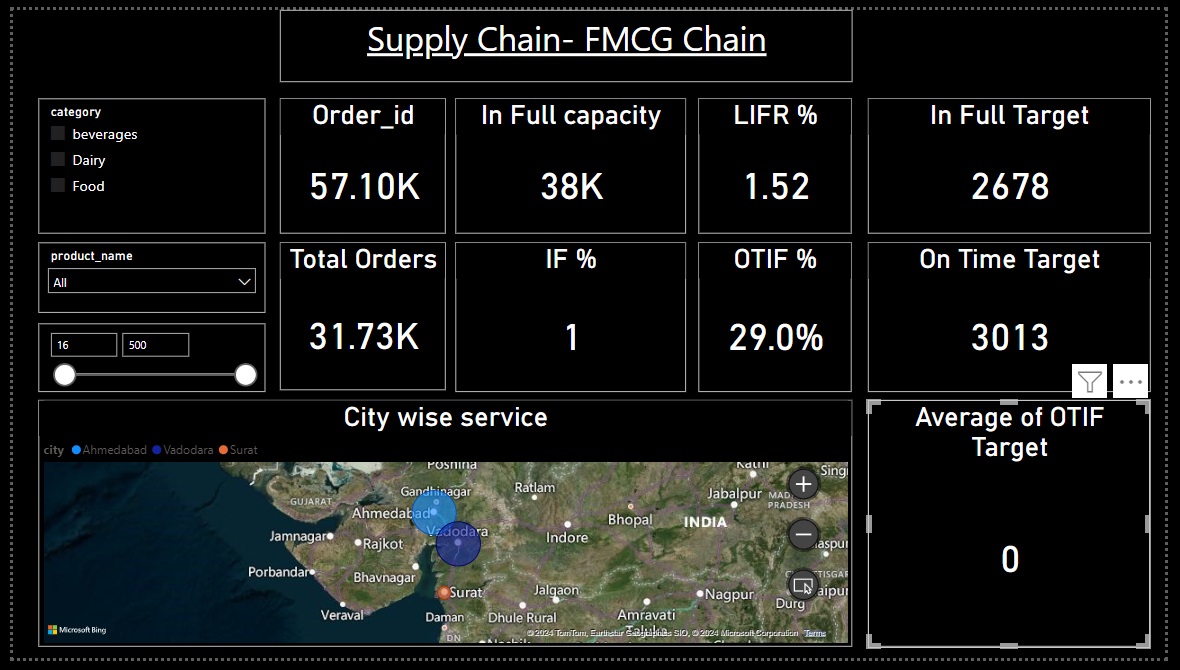 Supply Chain- FMCG Chain
category
beverages
Dairy
Food
Order_id
57.10K
In Full capacity
38K
LIFR %
1.52
In Full Target
2678
product_name
All
16
500
Total Orders
31.73K
IF %
1
OTIF %
29.0%
On Time Target
3013
City wise service
city Ahmedabad Vadodara Surat
Poshina
GUJARAT
Gandhinagar
Ahmedabad
Vadodara
Jamnagar
Rajkot
Porbandar
Bhavnagar
Veraval
Surat
Daman
DN
Ratlam
Indore
Bhopal
INDIA
Jabalpur
PRADESH
Jalgaon
Dhule Rural
Amravati
Taluka
Nagpur
Durg
Microsoft Bing
© 2024 TomTom, Earthstar Geographics SIO, © 2024 Microsoft Corporation Terms
Average of OTIF
Target
0